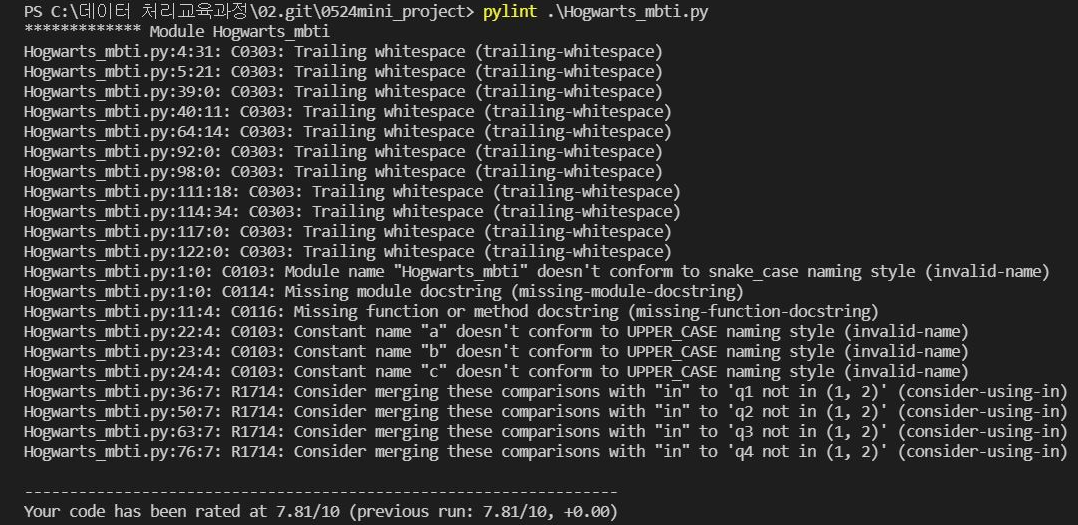 PS C:\데이터 처리교육과정\02.git\0524mini_project> pylint .\Hogwarts_mbti.py
************* Module Hogwarts_mbti
Hogwarts_mbti.py:4:31: C0303: Trailing whitespace (trailing-whitespace)
Hogwarts_mbti.py:5:21: C0303: Trailing whitespace (trailing-whitespace)
Hogwarts_mbti.py:39:0: C0303: Trailing whitespace (trailing-whitespace)
Hogwarts_mbti.py:40:11: C0303: Trailing whitespace (trailing-whitespace)
Hogwarts_mbti.py:64:14: C0303: Trailing whitespace (trailing-whitespace)
Hogwarts_mbti.py:92:0: C0303: Trailing whitespace (trailing-whitespace)
Hogwarts_mbti.py:98:0: C0303: Trailing whitespace (trailing-whitespace)
Hogwarts_mbti.py:111:18: C0303: Trailing whitespace (trailing-whitespace)
Hogwarts_mbti.py:114:34: C0303: Trailing whitespace (trailing-whitespace)
Hogwarts_mbti.py:117:0: C0303: Trailing whitespace (trailing-whitespace)
Hogwarts_mbti.py:122:0: C0303: Trailing whitespace (trailing-whitespace)
Hogwarts_mbti.py:1:0: C0103: Module name "Hogwarts_mbti" doesn't conform to snake_case naming style (invalid-name)
Hogwarts_mbti.py:1:0: C0114: Missing module docstring (missing-module-docstring)
Hogwarts_mbti.py:11:4: C0116: Missing function or method docstring (missing-function-docstring)
Hogwarts_mbti.py:22:4: C0103: Constant name "a" doesn't conform to UPPER_CASE naming style (invalid-name)
Hogwarts_mbti.py:23:4: C0103: Constant name "b" doesn't conform to UPPER_CASE naming style (invalid-name)
Hogwarts_mbti.py:24:4: C0103: Constant name "c" doesn't conform to UPPER_CASE naming style (invalid-name)
Hogwarts_mbti.py:36:7: R1714: Consider merging these comparisons with "in" to 'q1 not in (1, 2)' (consider-using-in)
Hogwarts_mbti.py:50:7: R1714: Consider merging these comparisons with "in" to 'q2 not in (1, 2)' (consider-using-in)
Hogwarts_mbti.py:63:7: R1714: Consider merging these comparisons with "in" to 'q3 not in (1, 2)' (consider-using-in)
Hogwarts_mbti.py:76:7: R1714: Consider merging these comparisons with "in" to 'q4 not in (1, 2)' (consider-using-in)
------------------------------------------------------------------
Your code has been rated at 7.81/10 (previous run: 7.81/10, +0.00)